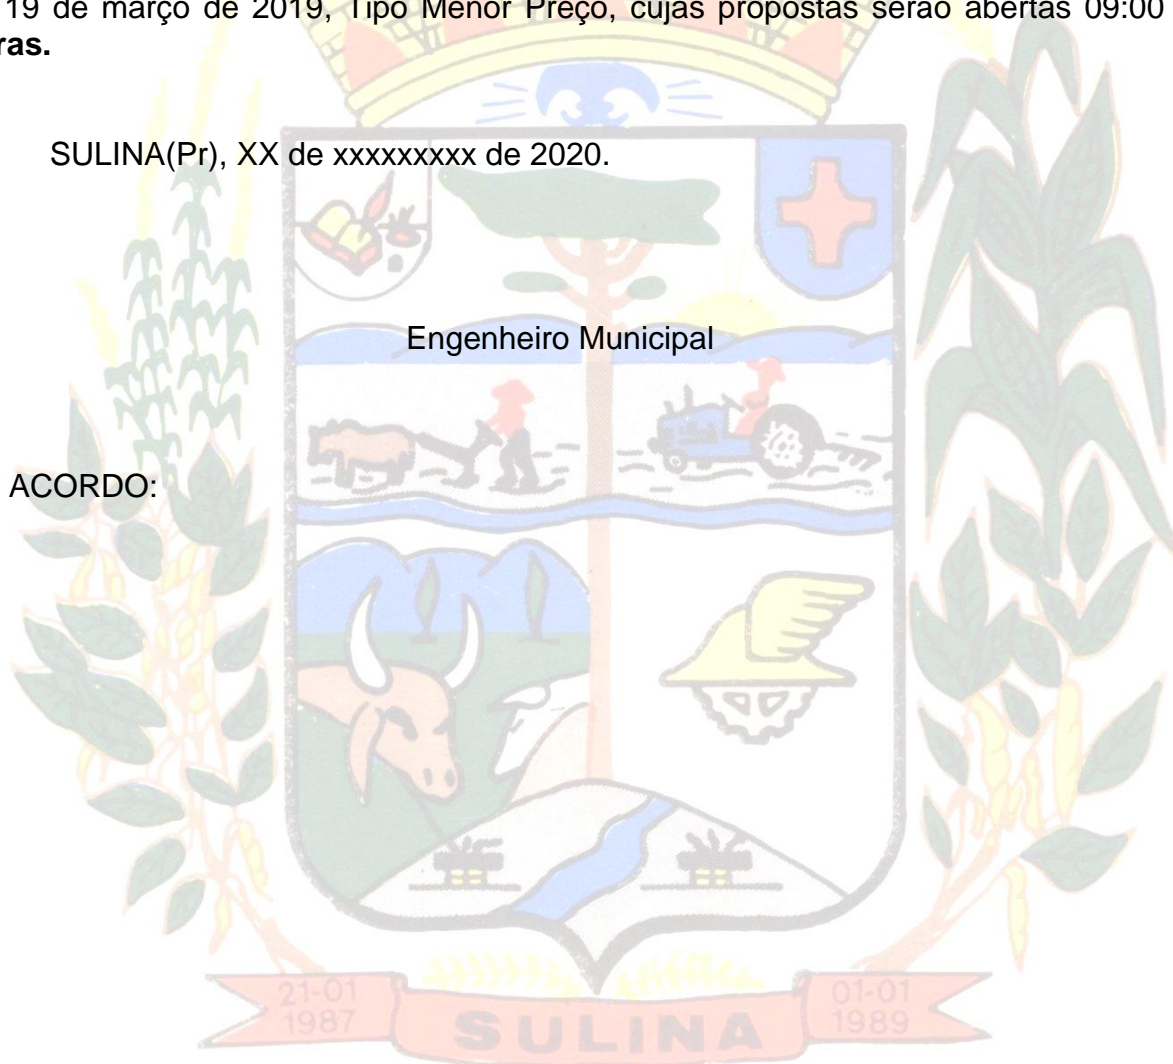 19 de março de 2019, Tipo Menor Preço, cujas propostas serão abertas 09:00
ras.
SULINA(Pr), XX de xxxxxxxxx de 2020.
Engenheiro Municipal
ACORDO:
21-01
1987
SULINA
01-01
1989